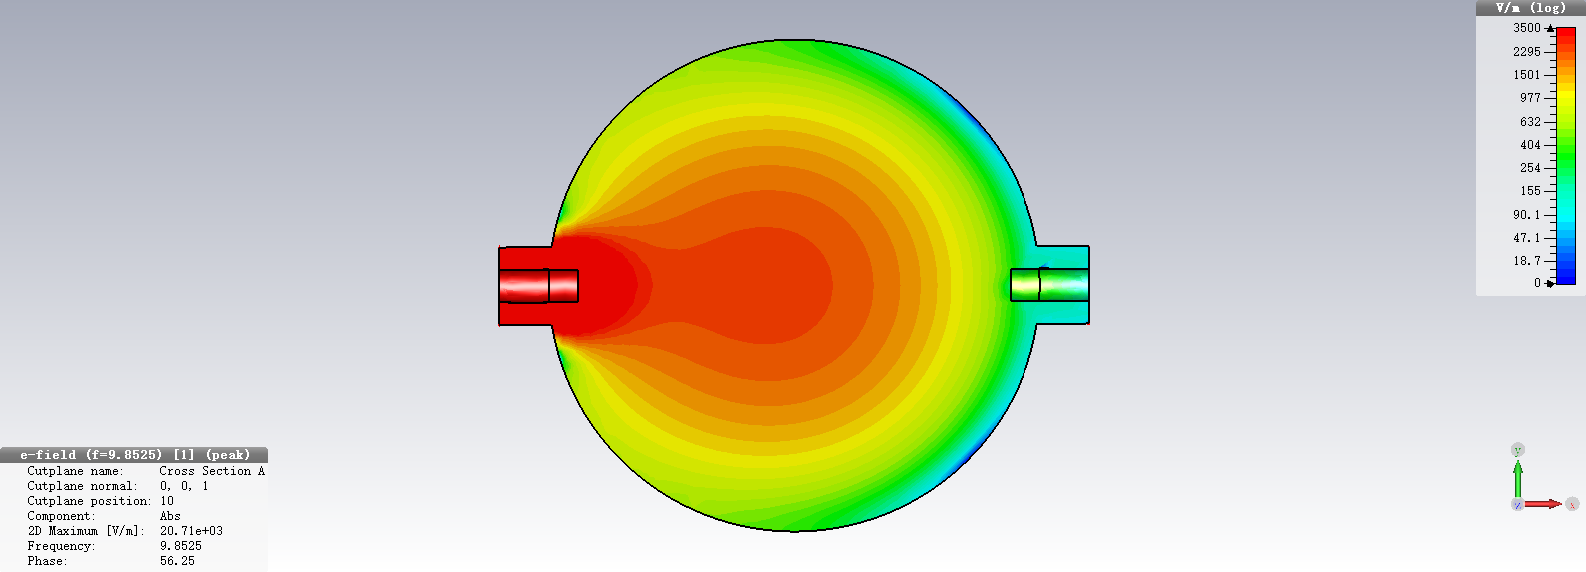 V/m (log)
3500
2295
1501
977
632
404
254
155
90.1
47.1
18.7
0
e-field (f=9.8525) [1] (peak)
Cutplane name: Cross Section A
Cutplane normal: 0, 0, 1
Cutplane position: 10
Component: Abs
2D Maximum [V/m]: 20.71e+03
Frequency: 9.8525
Phase: 56.25
y
z
x